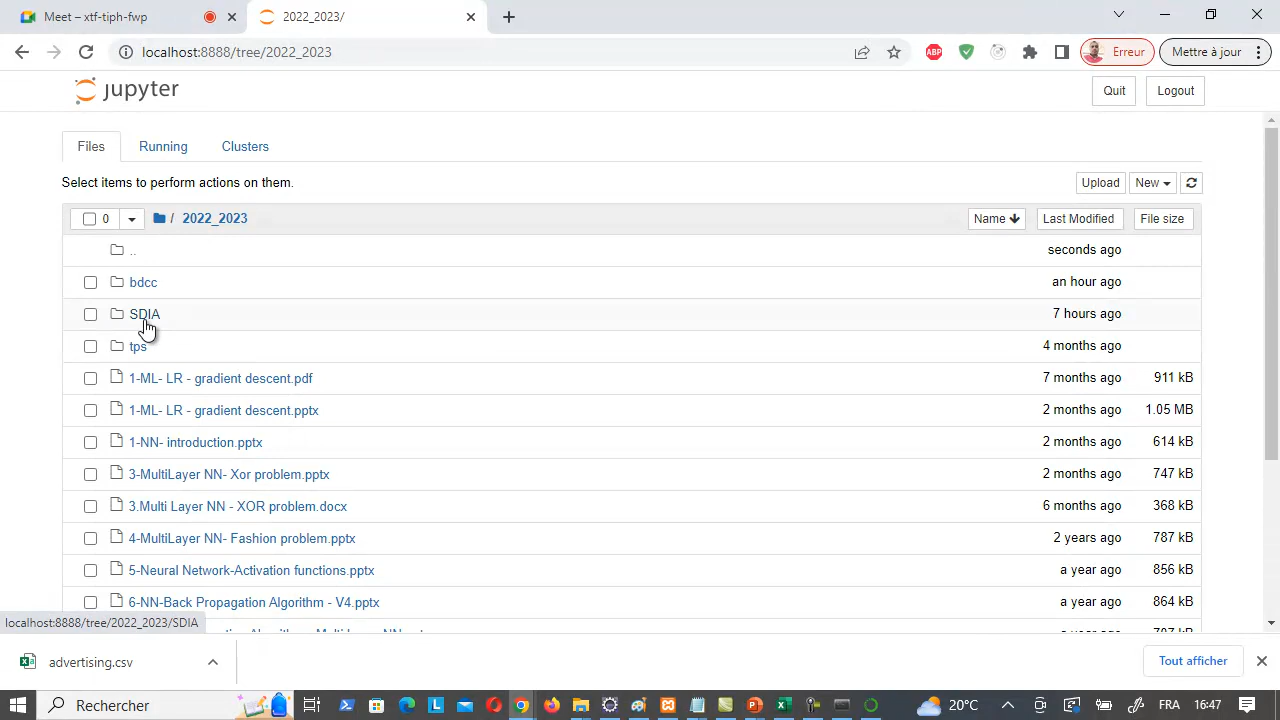 Meet – xtf-tiph-fwp
2022_2023/
localhost:8888/tree/2022_2023
ABP
Erreur
Mettre à jour
jupyter
Quit
Logout
Files
Running
Clusters
Select items to perform actions on them.
Upload
New
0
/
2022_2023
Name
Last Modified
File size
..
seconds ago
bdcc
an hour ago
SDIA
7 hours ago
tps
4 months ago
1-ML- LR - gradient descent.pdf
7 months ago
911 kB
1-ML- LR - gradient descent.pptx
2 months ago
1.05 MB
1-NN- introduction.pptx
2 months ago
614 kB
3-MultiLayer NN- Xor problem.pptx
2 months ago
747 kB
3.Multi Layer NN - XOR problem.docx
6 months ago
368 kB
4-MultiLayer NN- Fashion problem.pptx
2 years ago
787 kB
5-Neural Network-Activation functions.pptx
a year ago
856 kB
6-NN-Back Propagation Algorithm - V4.pptx
a year ago
864 kB
localhost:8888/tree/2022_2023/SDIA
advertising.csv
Tout afficher
Rechercher
20°C
FRA
16:47